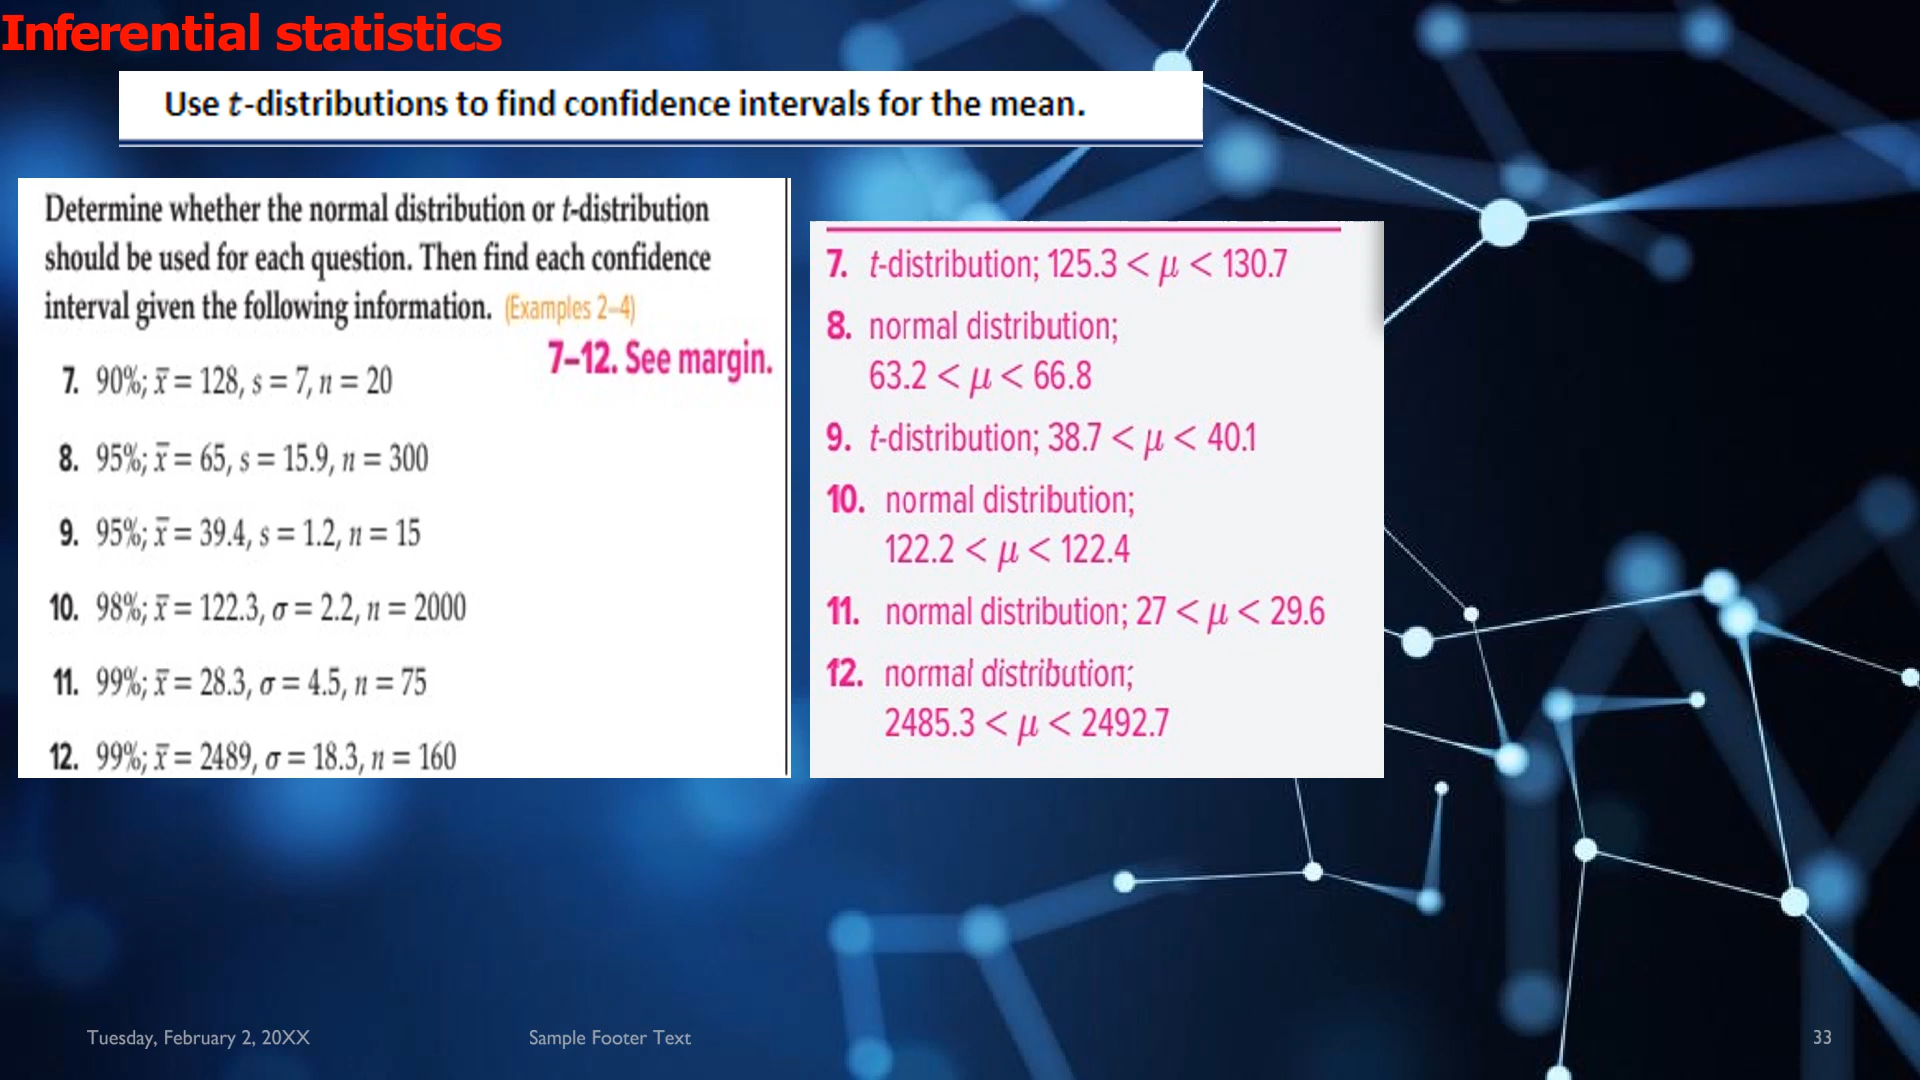 Inferential statistics
Use t-distributions to find confidence intervals for the mean.
Determine whether the normal distribution or t-distribution
should be used for each question. Then find each confidence
interval given the following information. (Examples 2–4)
7–12. See margin.
7. 90%; x̄ = 128, s = 7, n = 20
8. 95%; x̄ = 65, s = 15.9, n = 300
9. 95%; x̄ = 39.4, s = 1.2, n = 15
10. 98%; x̄ = 122.3, σ = 2.2, n = 2000
11. 99%; x̄ = 28.3, σ = 4.5, n = 75
12. 99%; x̄ = 2489, σ = 18.3, n = 160
7. t-distribution; 125.3 < μ < 130.7
8. normal distribution;
63.2 < μ < 66.8
9. t-distribution; 38.7 < μ < 40.1
10. normal distribution;
122.2 < μ < 122.4
11. normal distribution; 27 < μ < 29.6
12. normal distribution;
2485.3 < μ < 2492.7
Tuesday, February 2, 20XX
Sample Footer Text
33